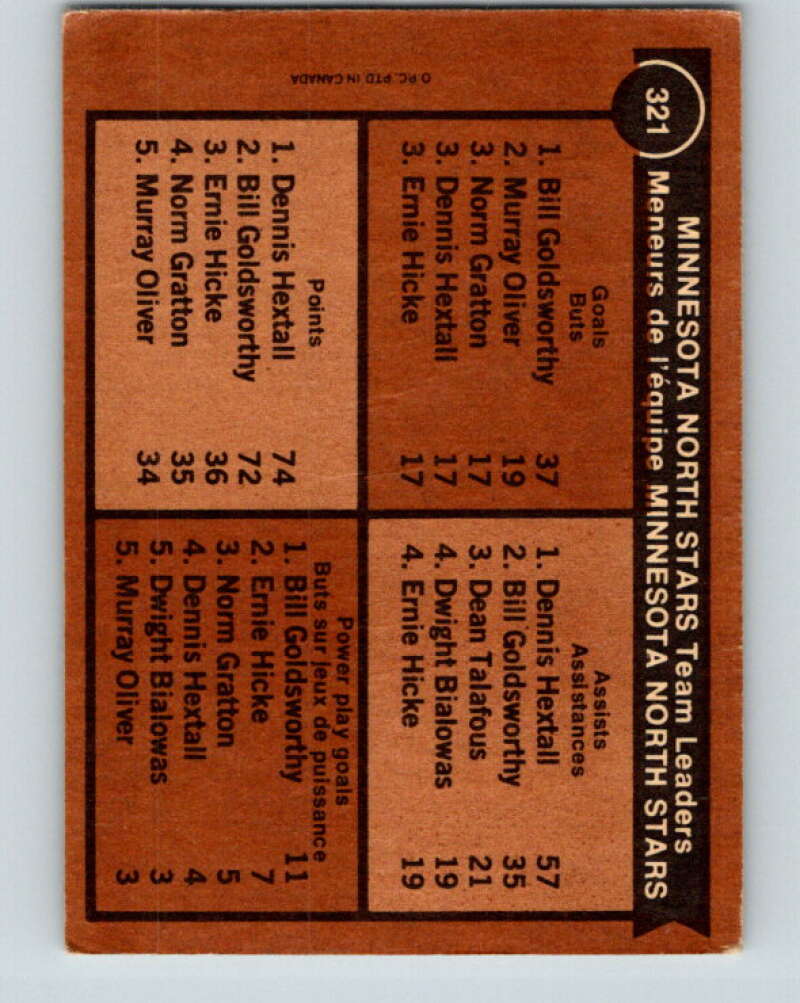 321
MINNESOTA NORTH STARS Team Leaders
Meneurs de l'équipe MINNESOTA NORTH STARS
Goals
Buts
1. Bill Goldsworthy 37
2. Murray Oliver 19
3. Norm Gratton 17
3. Dennis Hextall 17
3. Ernie Hicke 17
Assists
Assistances
1. Dennis Hextall 57
2. Bill Goldsworthy 35
3. Dean Talafous 21
4. Dwight Bialowas 19
4. Ernie Hicke 19
Points
1. Dennis Hextall 74
2. Bill Goldsworthy 72
3. Ernie Hicke 36
4. Norm Gratton 35
5. Murray Oliver 34
Power play goals
Buts sur jeux de puissance
1. Bill Goldsworthy 11
2. Ernie Hicke 7
3. Norm Gratton 5
4. Dennis Hextall 4
5. Dwight Bialowas 3
5. Murray Oliver 3
O.P.C. PTD IN CANADA